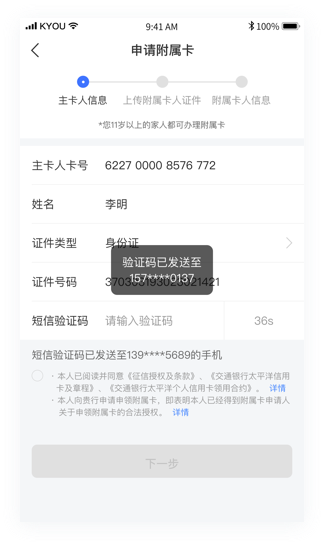 KYOU
9:41 AM
100%
申请附属卡
主卡人信息
上传附属卡人证件
附属卡人信息
*您11岁以上的家人都可办理附属卡
主卡人卡号 6227 0000 8576 772
姓名 李明
证件类型 身份证
验证码已发送至
157****0137
证件号码
短信验证码 请输入验证码 36s
短信验证码已发送至139****5689的手机
· 本人已阅读并同意《征信授权及条款》、《交通银行太平洋信用
卡及章程》、《交通银行太平洋个人信用卡领用合约》。 详情
· 本人向贵行申请申领附属卡，即表明本人已经得到附属卡申请人
关于申领附属卡的合法授权。 详情
下一步